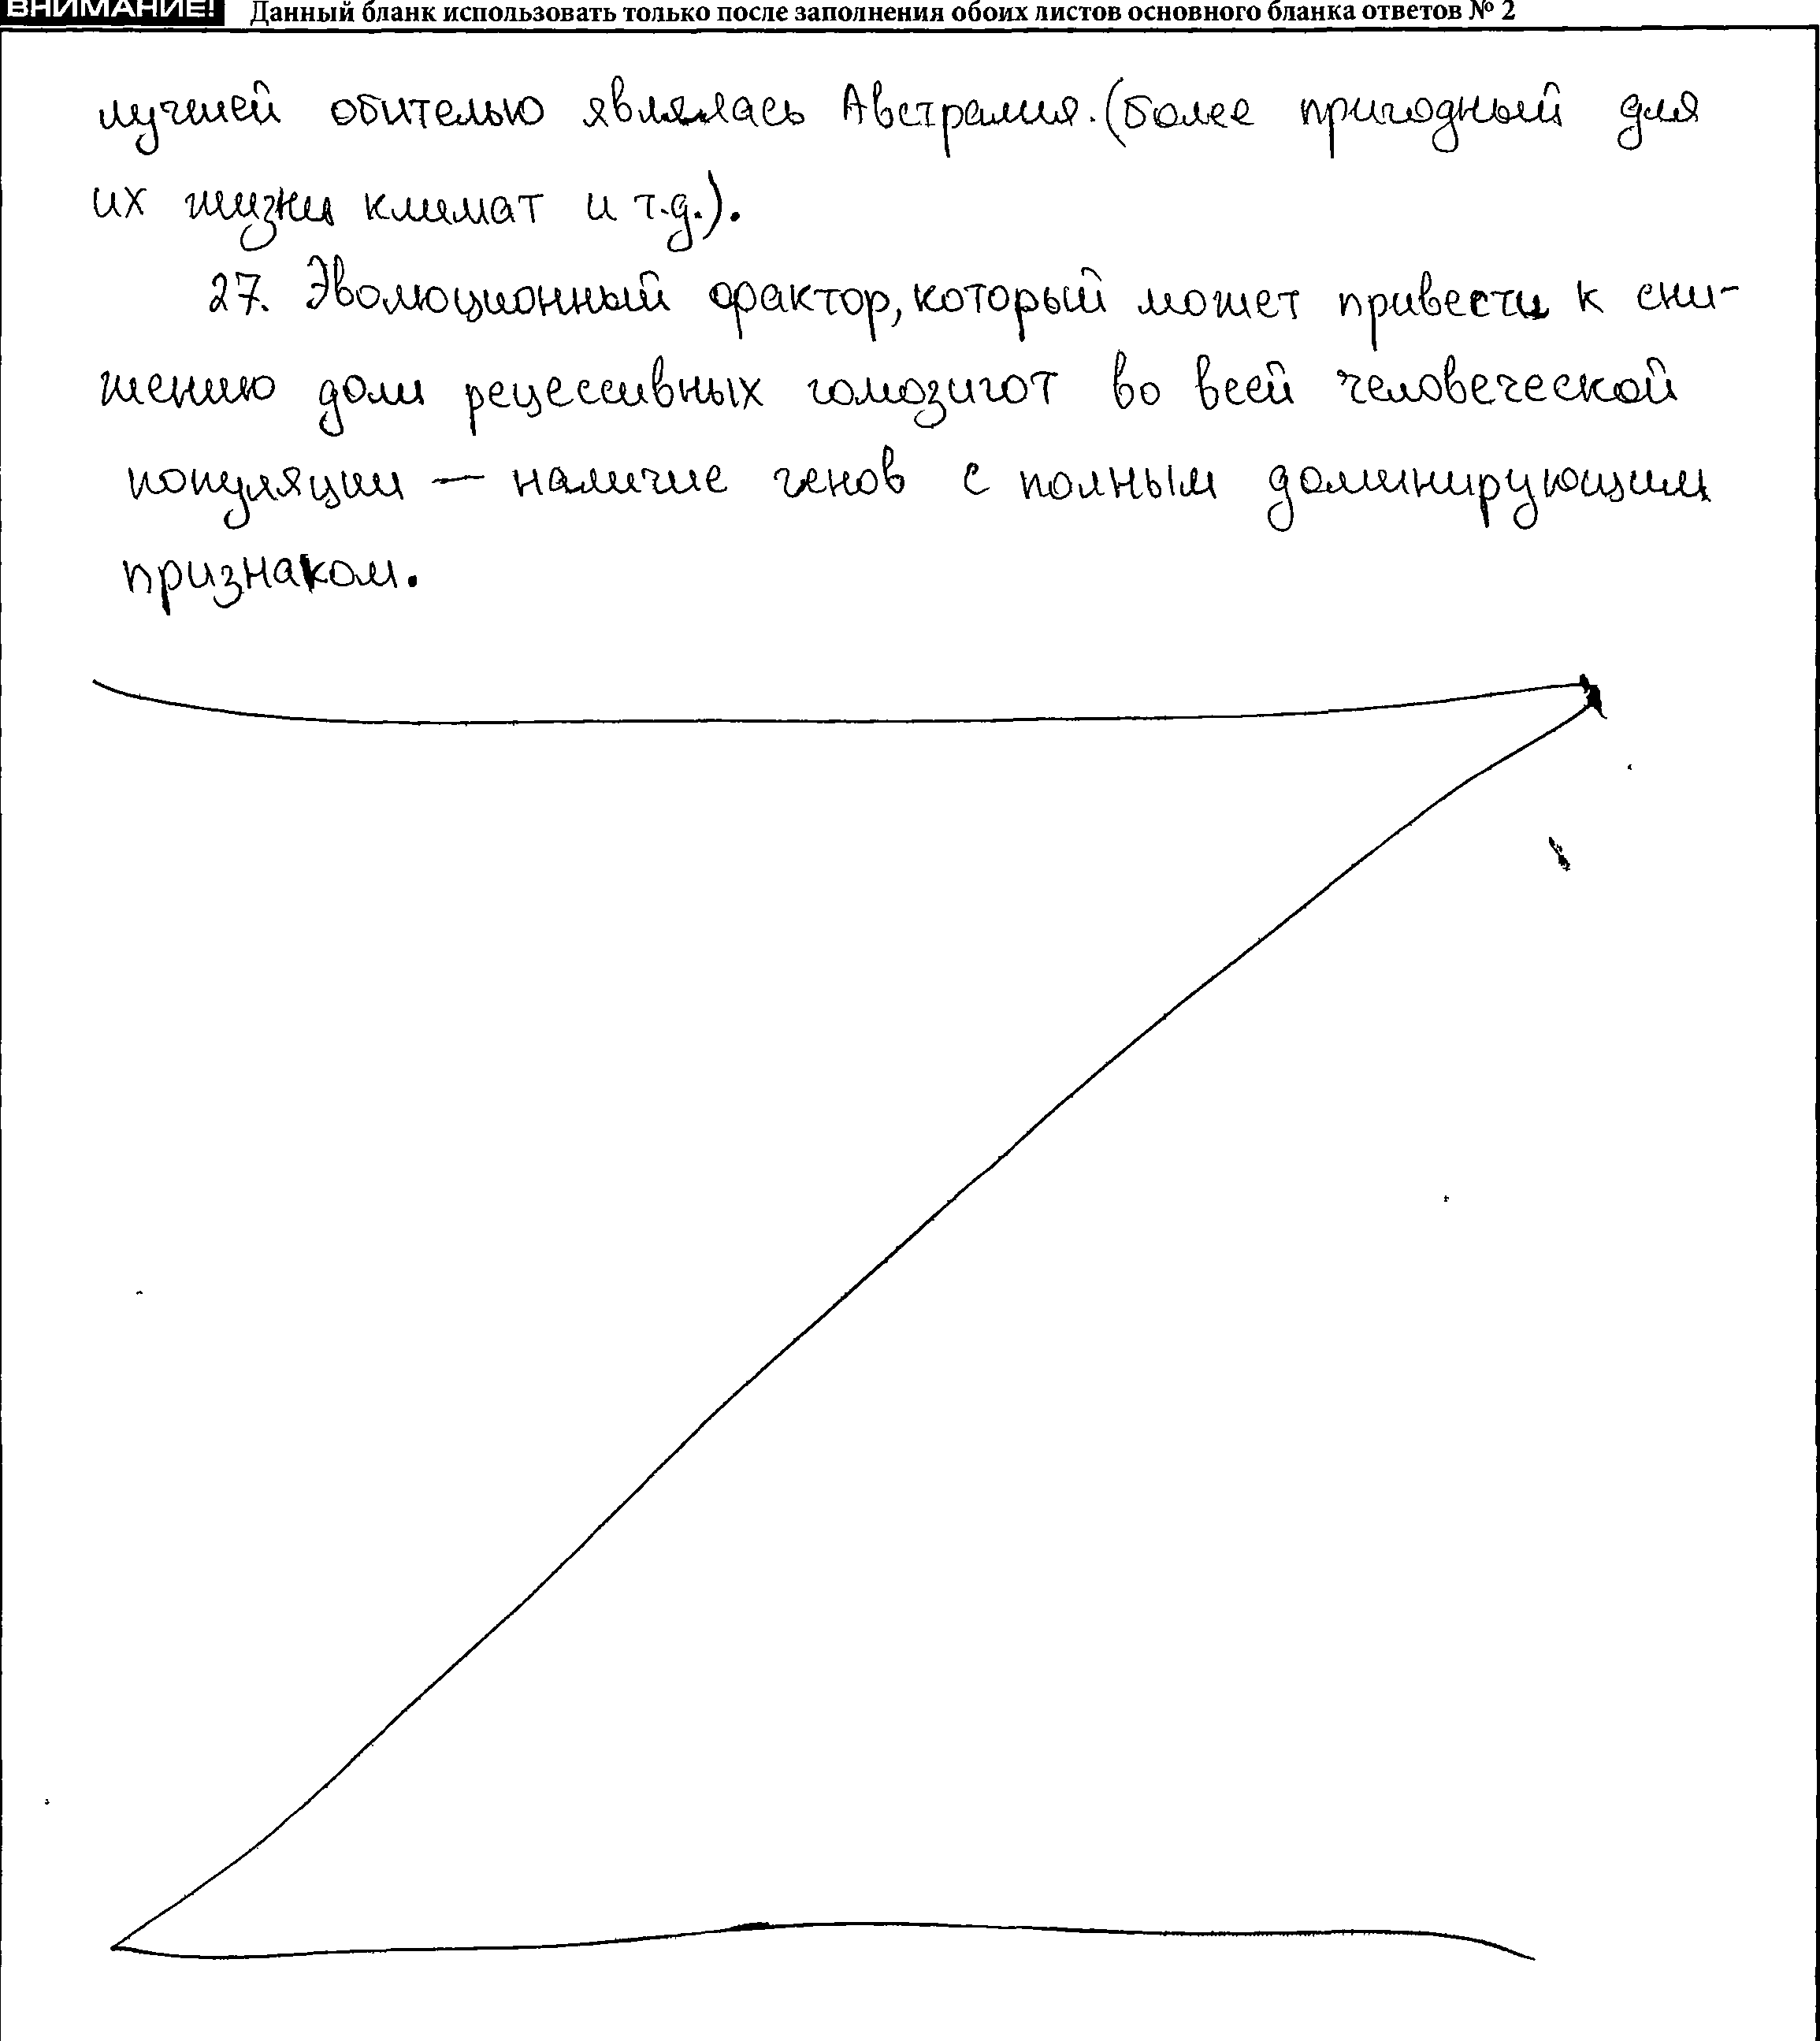 ВНИМАНИЕ! Данный бланк использовать только после заполнения обоих листов основного бланка ответов № 2
лучшей обителью являлась Австралия. (более пригодный для
их жизни климат и т.д.).
27. Эволюционный фактор, который может привести к сни-
жению доли рецессивных гомозигот во всей человеческой
популяции — наличие генов с полным доминирующим
признаком.